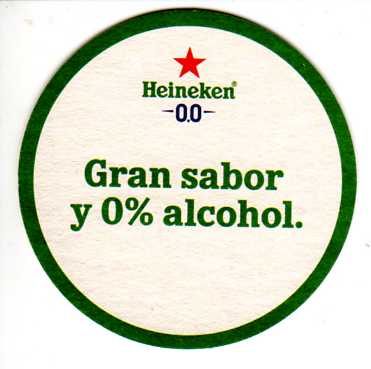 Heineken®
-0.0-
Gran sabor
y 0% alcohol.